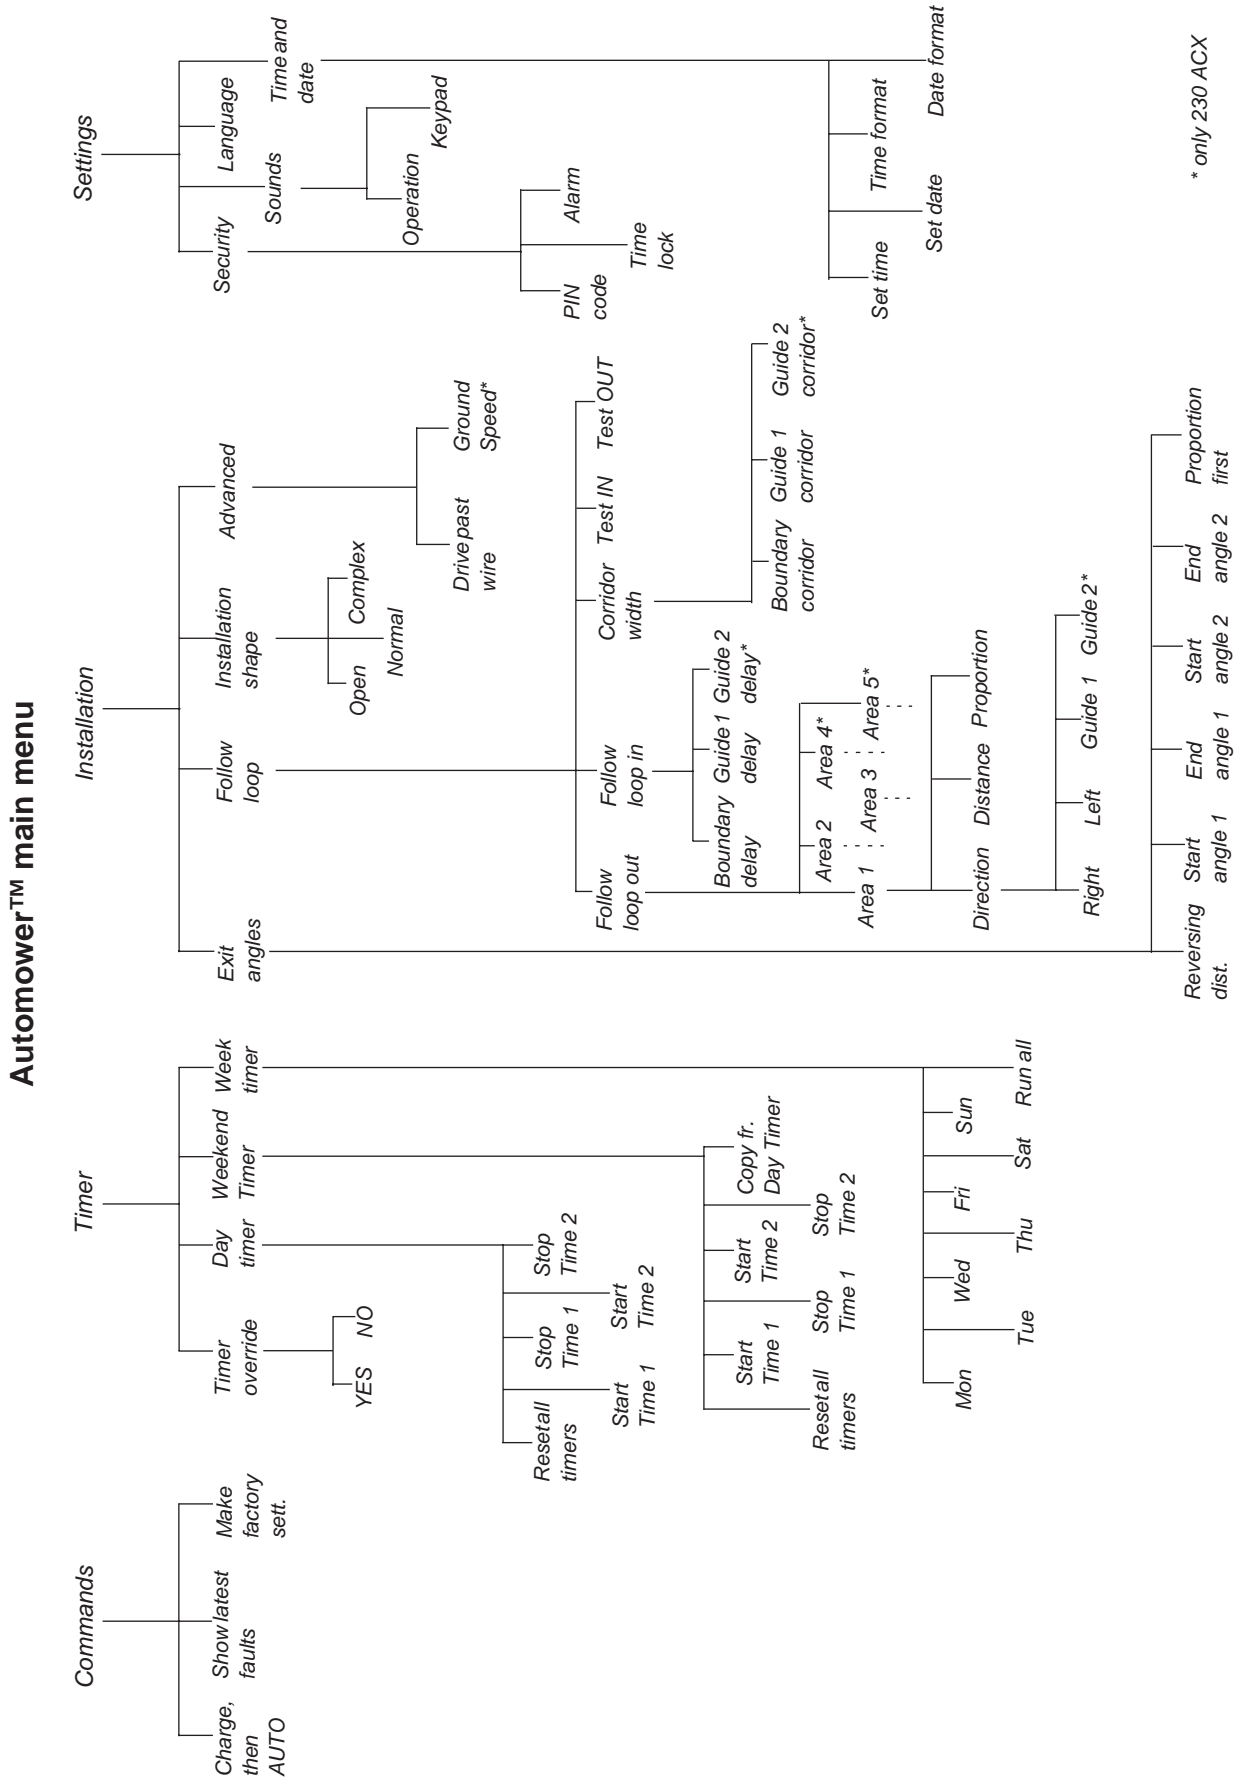 Automower™ main menu
Commands
Charge,
then
AUTO
Show latest
faults
Make
factory
sett.
Timer
Timer
override
YES
NO
Day
timer
Reset all
timers
Start
Time 1
Stop
Time 1
Start
Time 2
Stop
Time 2
Weekend
Timer
Reset all
timers
Start
Time 1
Stop
Time 1
Start
Time 2
Stop
Time 2
Copy fr.
Day Timer
Week
timer
Mon
Tue
Wed
Thu
Fri
Sat
Sun
Run all
Installation
Exit
angles
Reversing
dist.
Start
angle 1
End
angle 1
Start
angle 2
End
angle 2
Proportion
first
Follow
loop
Follow
loop out
Area 1
Area 2
Area 3
Area 4*
Area 5*
Direction
Distance
Proportion
Right
Left
Guide 1
Guide 2*
Follow
loop in
Boundary
delay
Guide 1
delay
Guide 2
delay*
Corridor
width
Boundary
corridor
Guide 1
corridor
Guide 2
corridor*
Test IN
Test OUT
Installation
shape
Open
Normal
Complex
Advanced
Drive past
wire
Ground
Speed*
Settings
Security
PIN
code
Time
lock
Alarm
Sounds
Operation
Keypad
Language
Time and
date
Set time
Set date
Time format
Date format
* only 230 ACX